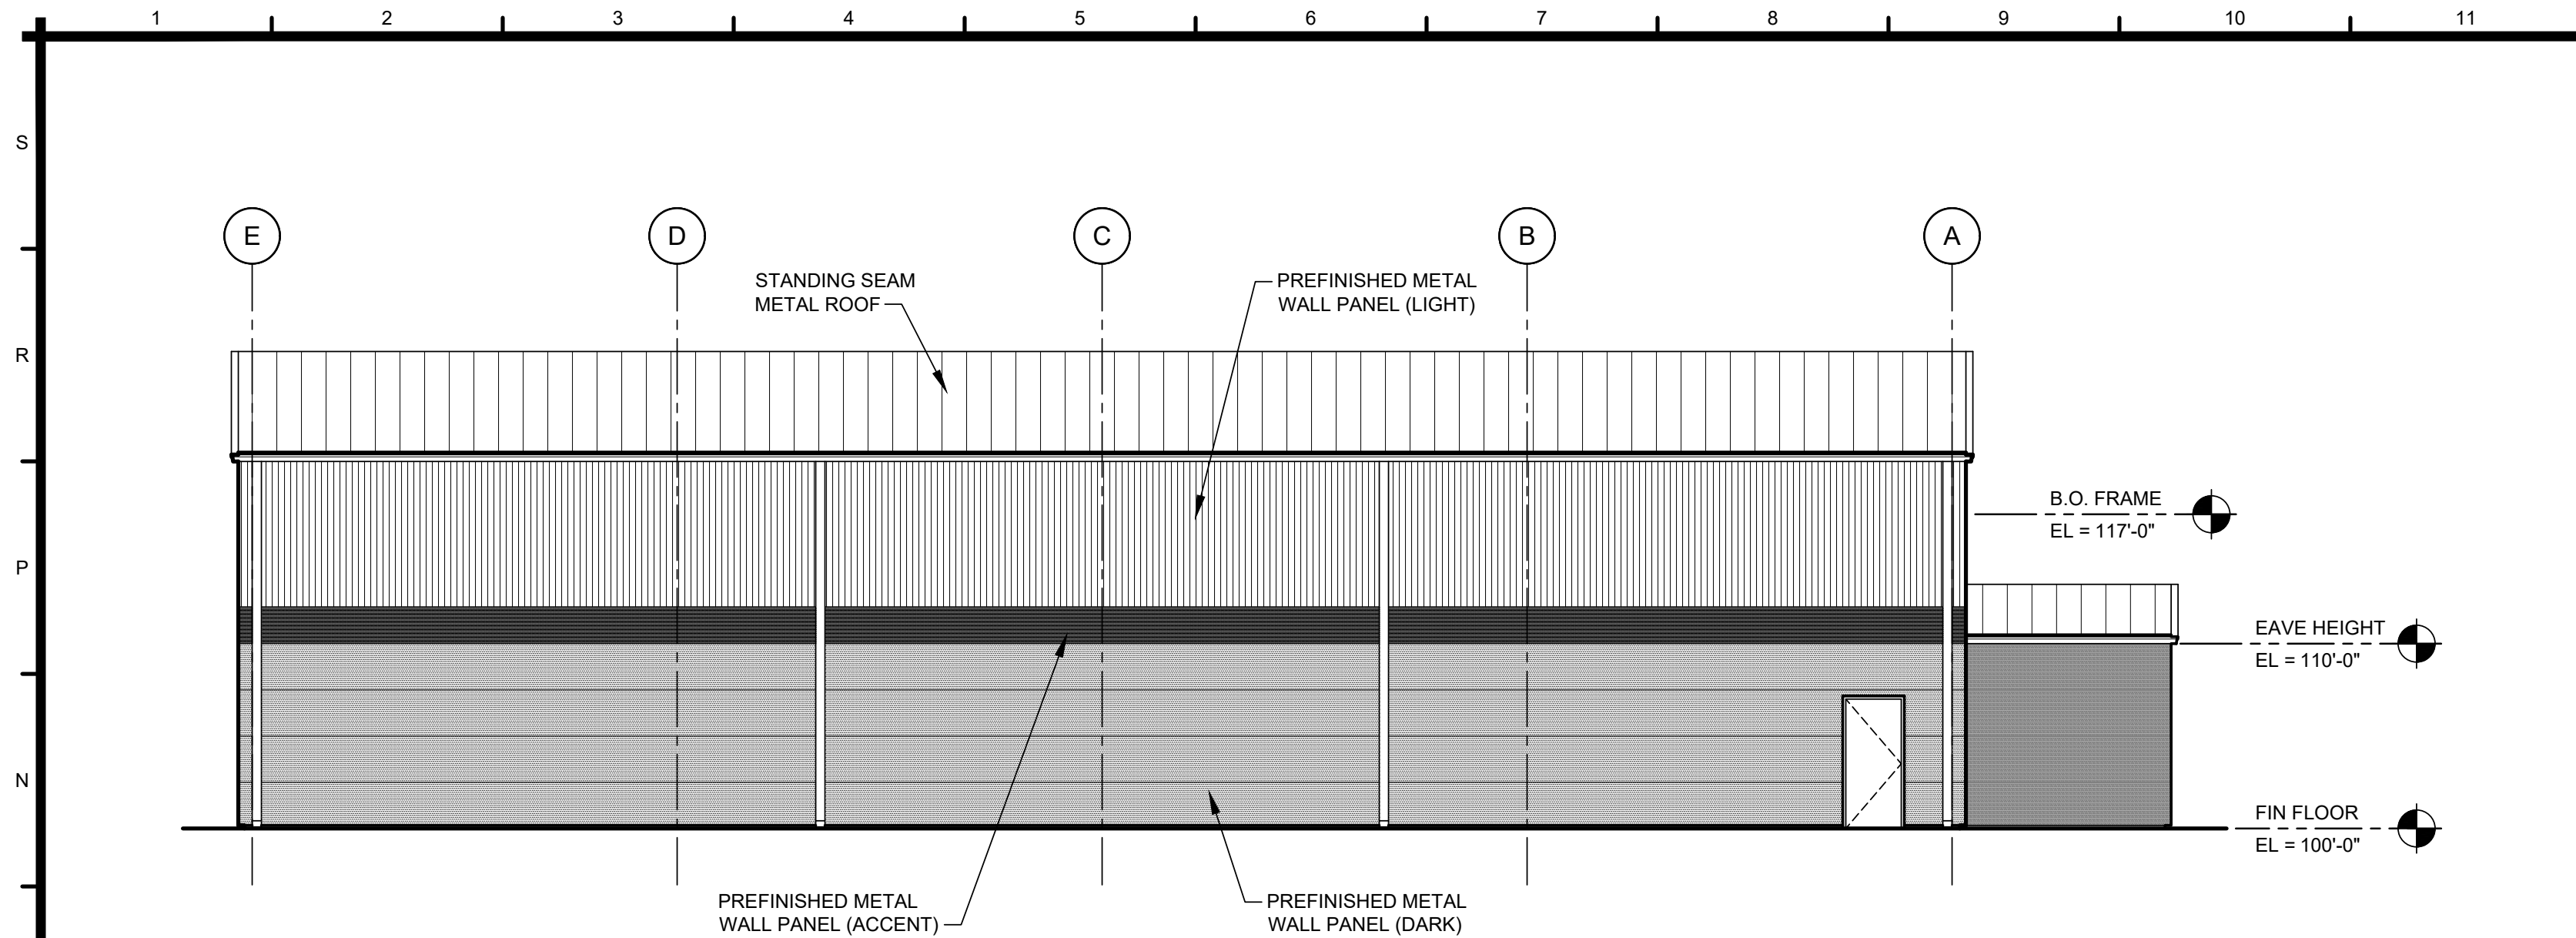 1 2 3 4 5 6 7 8 9 10 11
S
E D C B A
STANDING SEAM
METAL ROOF
PREFINISHED METAL
WALL PANEL (LIGHT)
R
B.O. FRAME
EL = 117'-0"
P
EAVE HEIGHT
EL = 110'-0"
N
FIN FLOOR
EL = 100'-0"
PREFINISHED METAL
WALL PANEL (ACCENT)
PREFINISHED METAL
WALL PANEL (DARK)